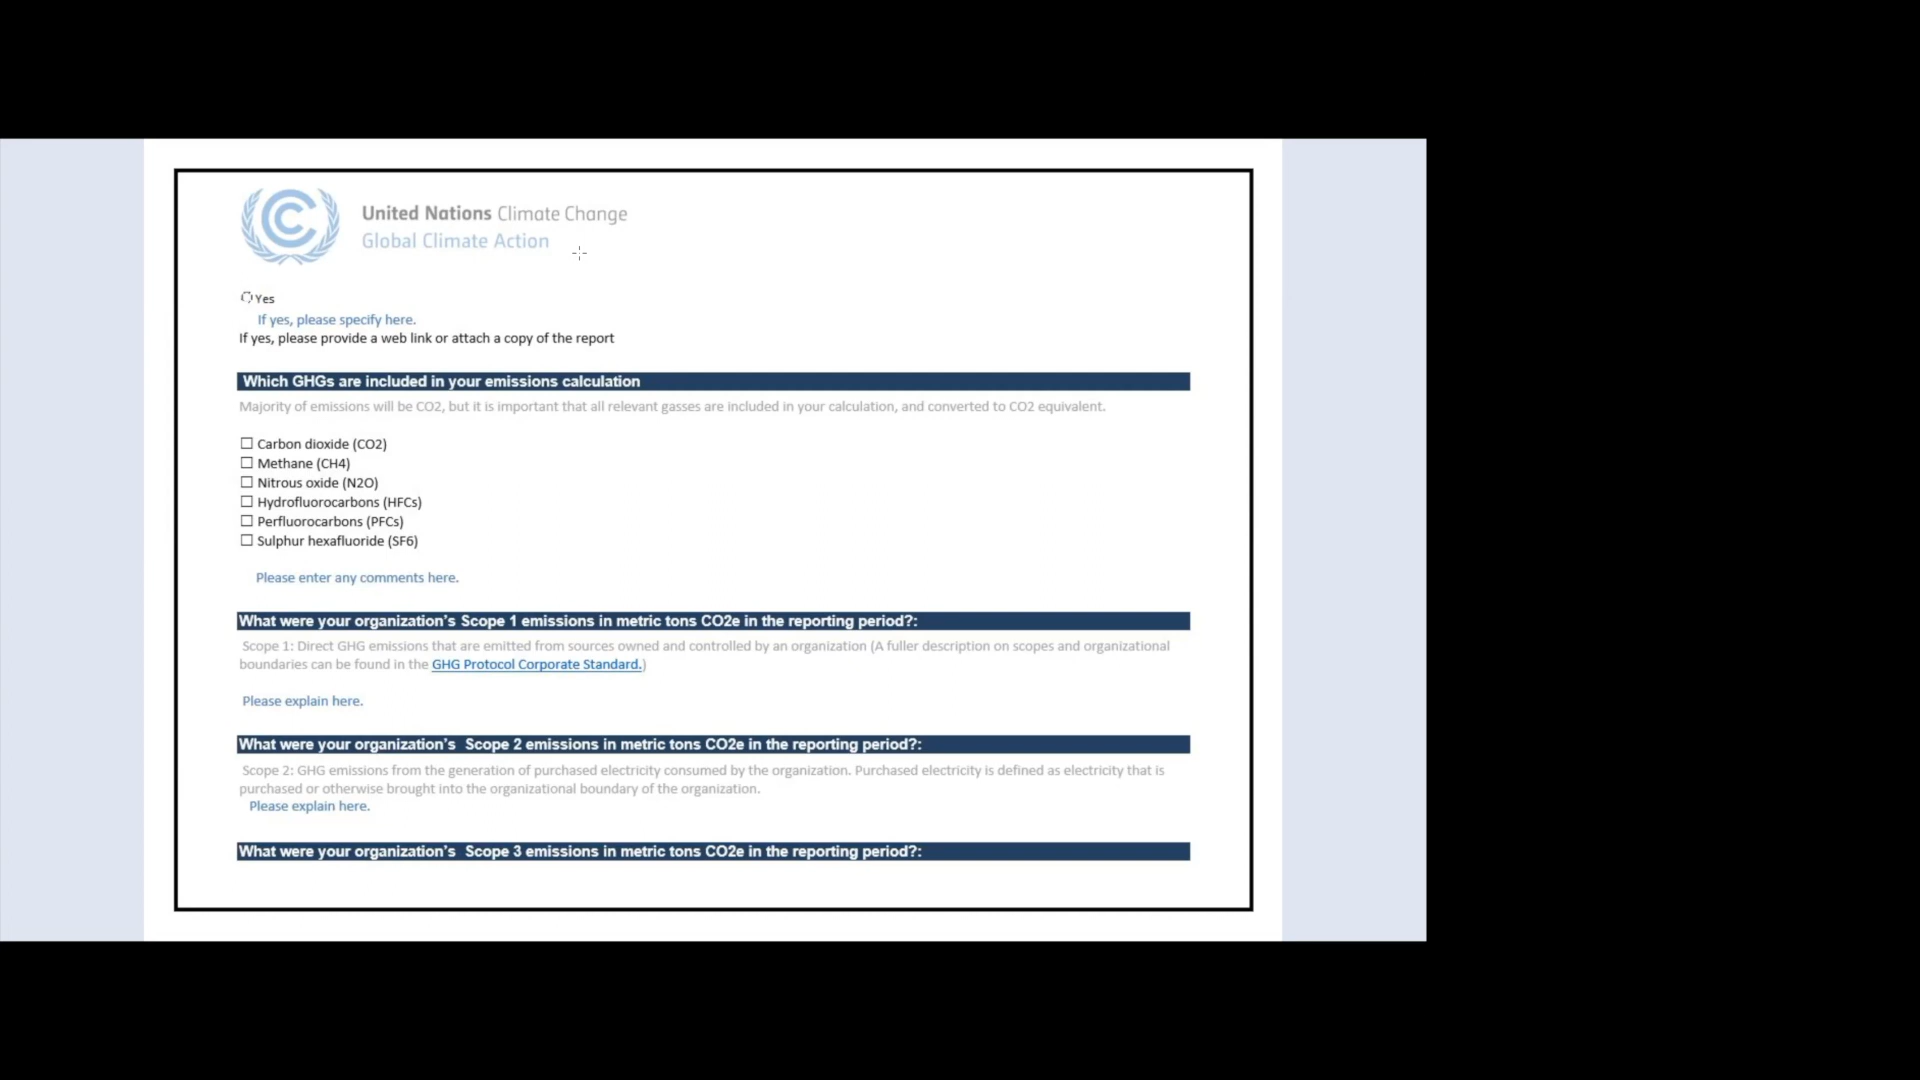 United Nations Climate Change
Global Climate Action
Yes
If yes, please specify here.
If yes, please provide a web link or attach a copy of the report
Which GHGs are included in your emissions calculation
Majority of emissions will be CO2, but it is important that all relevant gasses are included in your calculation, and converted to CO2 equivalent.
☐ Carbon dioxide (CO2)
☐ Methane (CH4)
☐ Nitrous oxide (N2O)
☐ Hydrofluorocarbons (HFCs)
☐ Perfluorocarbons (PFCs)
☐ Sulphur hexafluoride (SF6)
Please enter any comments here.
What were your organization’s Scope 1 emissions in metric tons CO2e in the reporting period?:
Scope 1: Direct GHG emissions that are emitted from sources owned and controlled by an organization (A fuller description on scopes and organizational
boundaries can be found in the GHG Protocol Corporate Standard.)
Please explain here.
What were your organization’s Scope 2 emissions in metric tons CO2e in the reporting period?:
Scope 2: GHG emissions from the generation of purchased electricity consumed by the organization. Purchased electricity is defined as electricity that is
purchased or otherwise brought into the organizational boundary of the organization.
Please explain here.
What were your organization’s Scope 3 emissions in metric tons CO2e in the reporting period?: